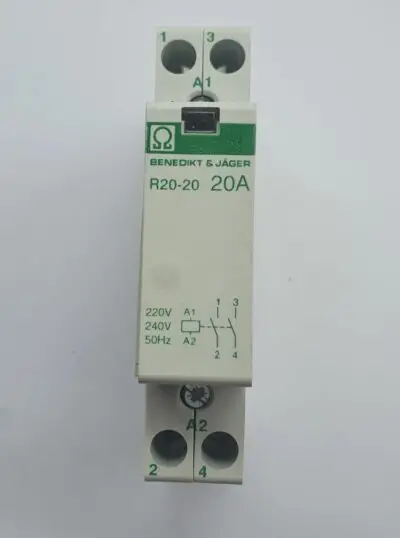 1 3
A1
Ω
BENEDIKT & JÄGER
R20-20 20A
220V A1 1 3
240V
50Hz A2 2 4
A2
2 4